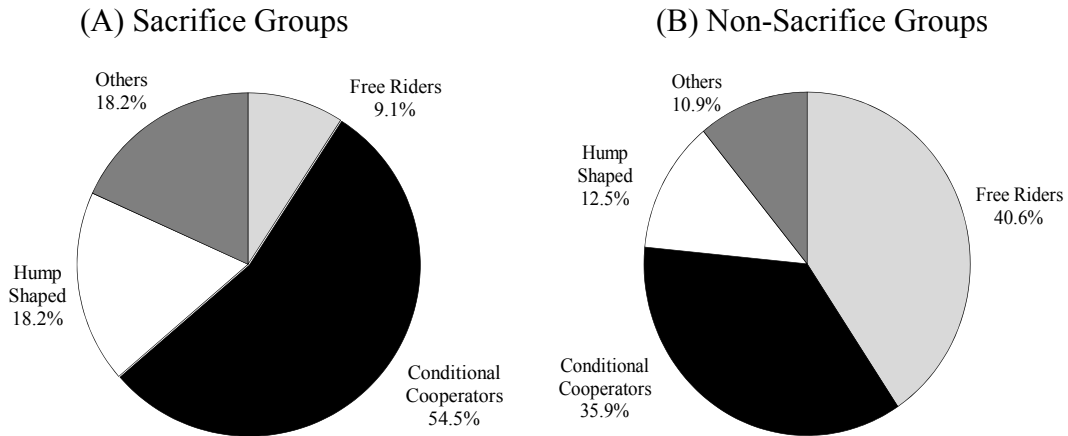 (A) Sacrifice Groups
Others
18.2%
Free Riders
9.1%
Hump
Shaped
18.2%
Conditional
Cooperators
54.5%
(B) Non-Sacrifice Groups
Others
10.9%
Hump
Shaped
12.5%
Free Riders
40.6%
Conditional
Cooperators
35.9%